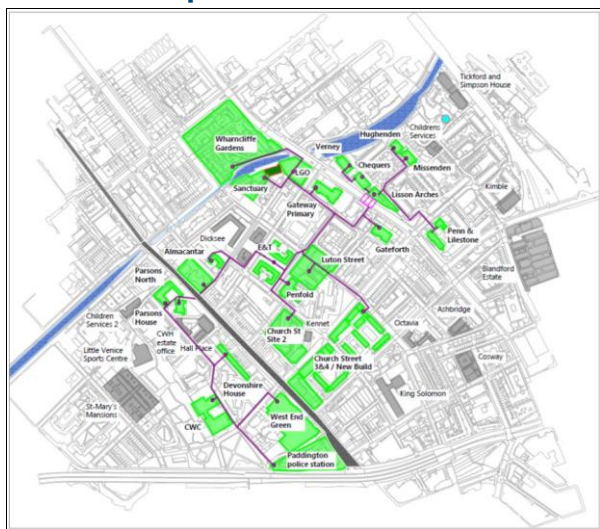 Tickford and
Simpson House
Hughenden
Childrens
Services
Wharncliffe
Gardens
Verney
Chequers
Missenden
LGO
Sanctuary
Lisson Arches
Kimble
Gateway
Primary
Penn &
Lilestone
Dicksee
Gateforth
E&T
Almacantar
Luton Street
Blandford
Estate
Parsons
North
Penfold
Parsons
House
Children
Services 2
CWH
estate
office
Hall Place
Church St
Site 2
Kennet
Octavia
Ashbridge
Little Venice
Sports Centre
Church Street
3&4 / New Build
Cosway
Devonshire
House
King Solomon
St-Mary's
Mansions
CWC
West End
Green
Paddington
police station